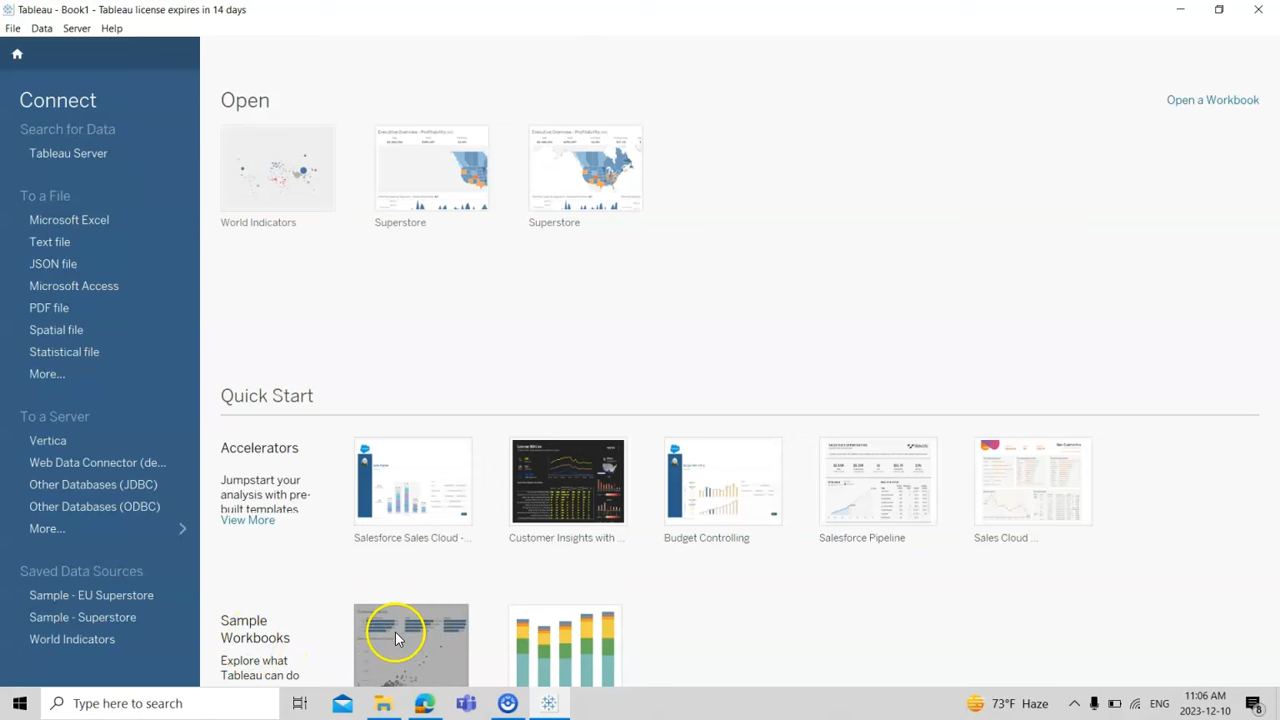 Tableau - Book1 - Tableau license expires in 14 days
File Data Server Help
Connect
Search for Data
Tableau Server
To a File
Microsoft Excel
Text file
JSON file
Microsoft Access
PDF file
Spatial file
Statistical file
More...
To a Server
Vertica
Web Data Connector (de...
Other Databases (JDBC)
Other Databases (ODBC)
More...
Saved Data Sources
Sample - EU Superstore
Sample - Superstore
World Indicators
Open
Open a Workbook
World Indicators
Superstore
Superstore
Quick Start
Accelerators
Jumpstart your
analysis with pre-
built templates
View More
Salesforce Sales Cloud -...
Customer Insights with ...
Budget Controlling
Salesforce Pipeline
Sales Cloud ...
Sample
Workbooks
Explore what
Tableau can do
Type here to search
73°F Haze
ENG
11:06 AM
2023-12-10
8